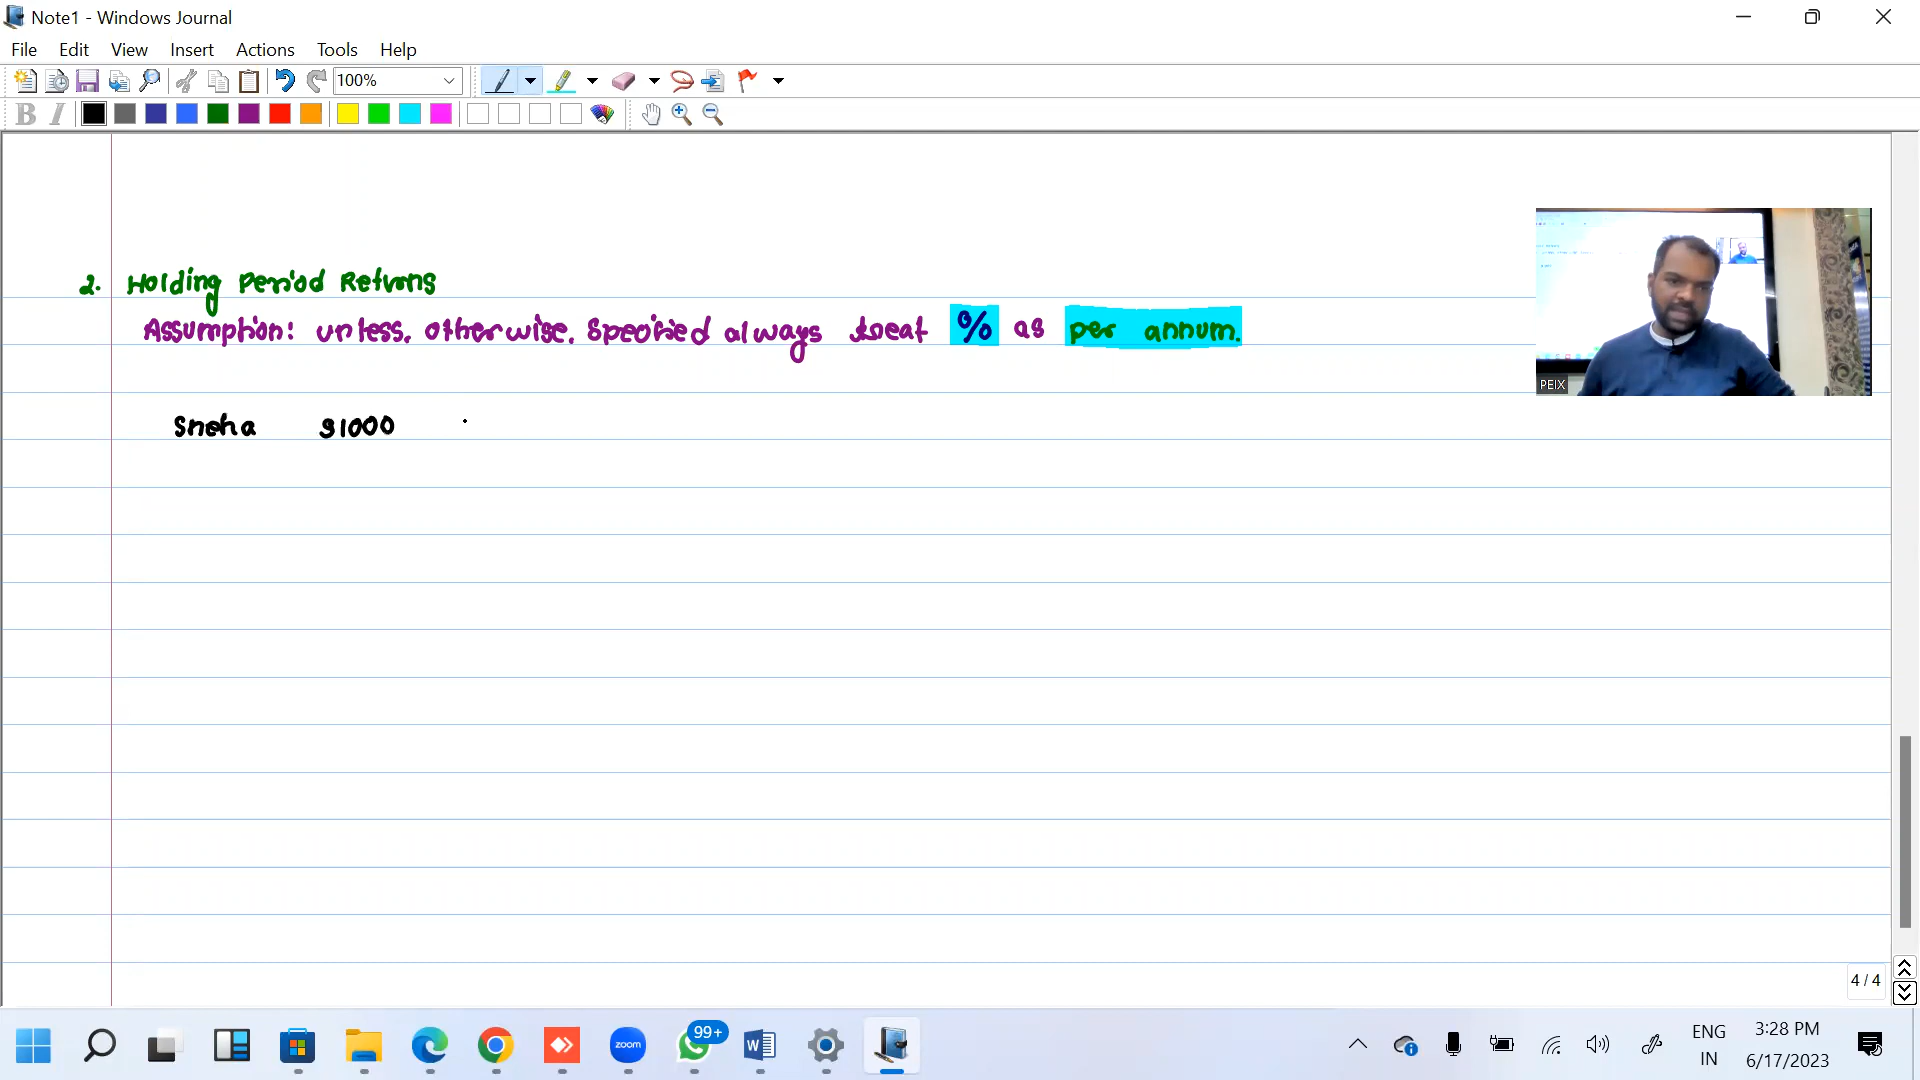 Note1 - Windows Journal
File Edit View Insert Actions Tools Help
100%
B I
2. Holding Period Returns
Assumption: unless, otherwise, specified always treat % as per annum.
PEIX
Sneha $1000
4 / 4
99+
zoom
ENG
IN
3:28 PM
6/17/2023